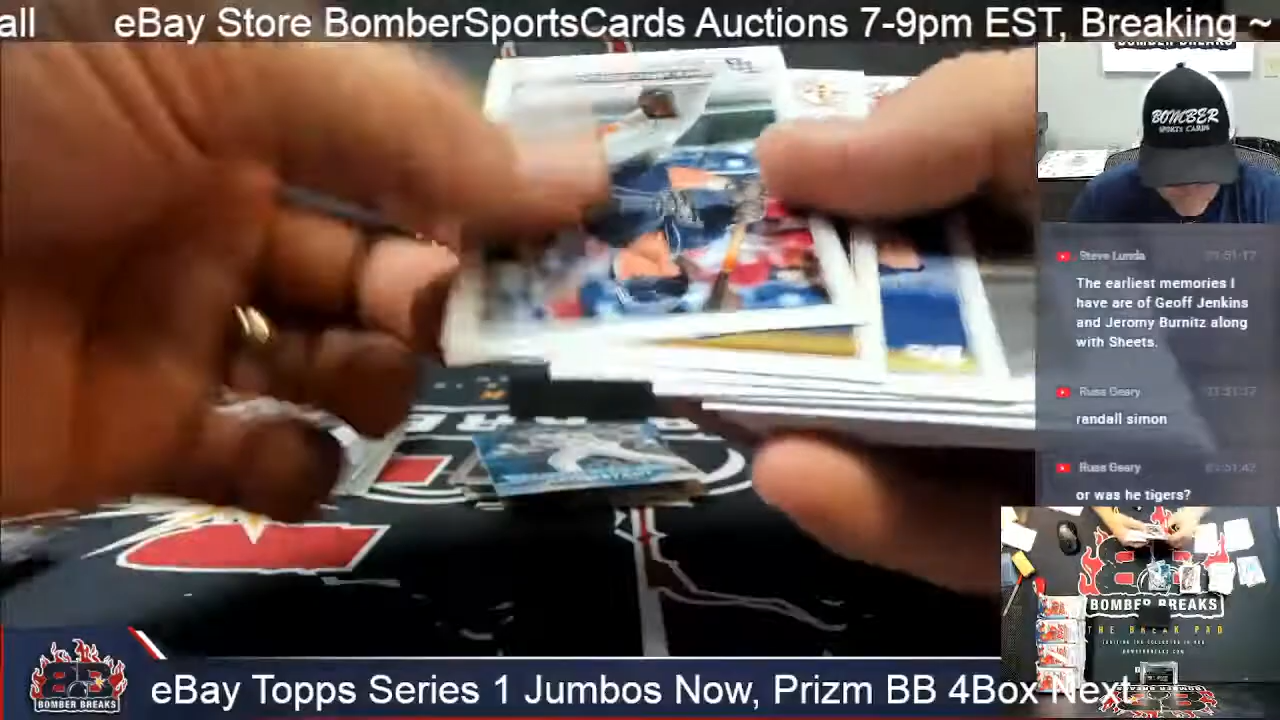 all eBay Store BomberSportsCards Auctions 7-9pm EST, Breaking ~
BOMBER BREAKS
BOMBER
SPORTS CARDS
Steve Lunda
The earliest memories I
have are of Geoff Jenkins
and Jeromy Burnitz along
with Sheets.
Russ Geary
randall simon
Russ Geary
or was he tigers?
BOMBER BREAKS
THE BREAK PAD
BOMBER BREAKS
eBay Topps Series 1 Jumbos Now, Prizm BB 4Box Next.